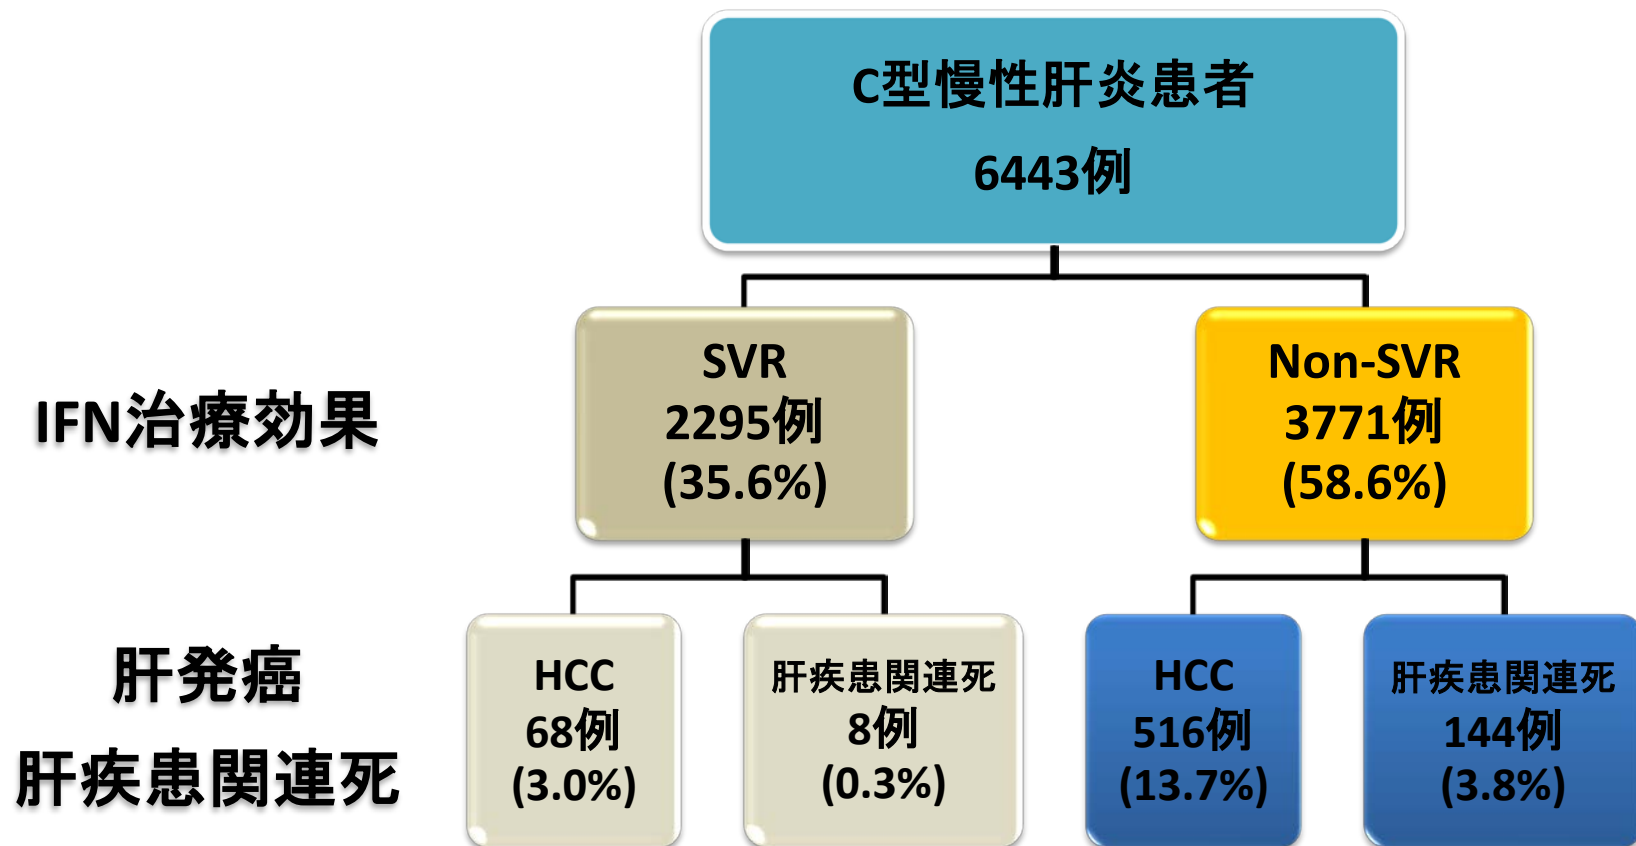 C型慢性肝炎患者
6443例
IFN治療効果
SVR
2295例
(35.6%)
Non-SVR
3771例
(58.6%)
肝発癌
肝疾患関連死
HCC
68例
(3.0%)
肝疾患関連死
8例
(0.3%)
HCC
516例
(13.7%)
肝疾患関連死
144例
(3.8%)